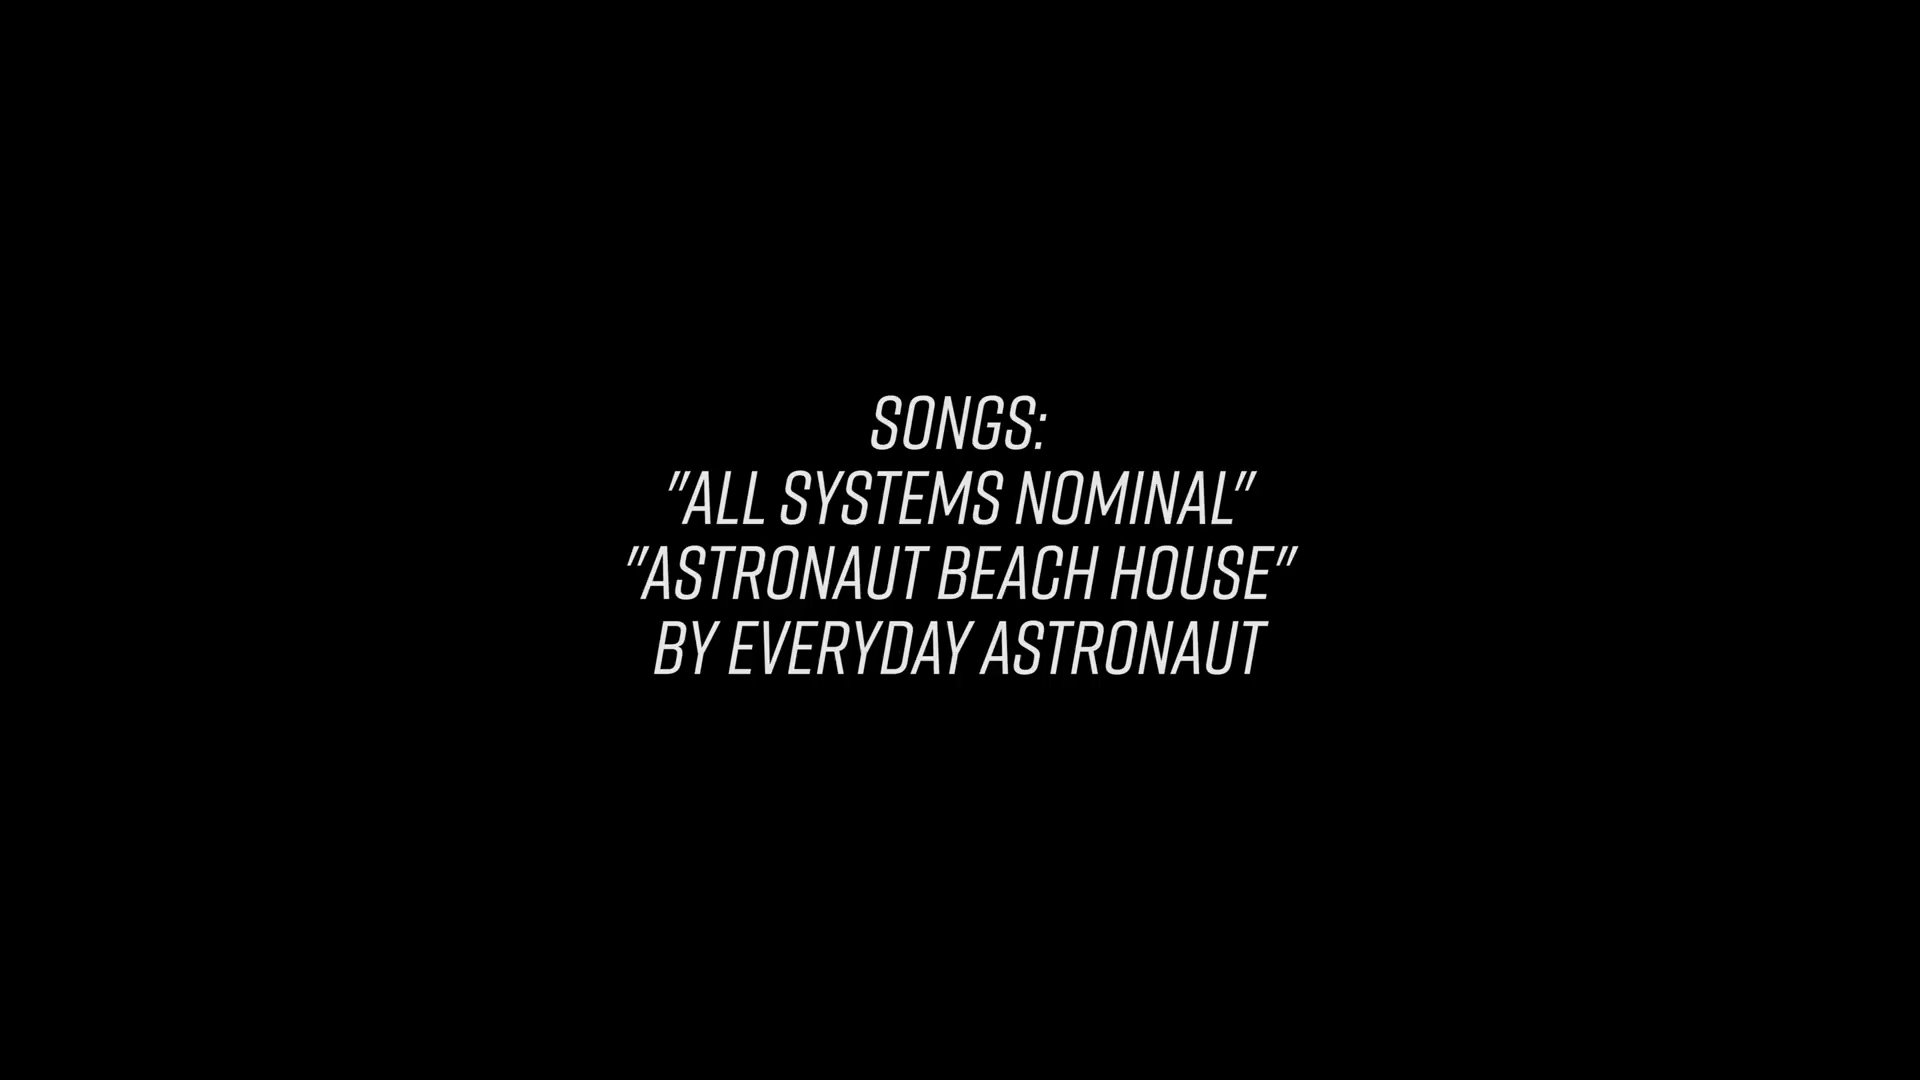 SONGS:
"ALL SYSTEMS NOMINAL"
"ASTRONAUT BEACH HOUSE"
BY EVERYDAY ASTRONAUT